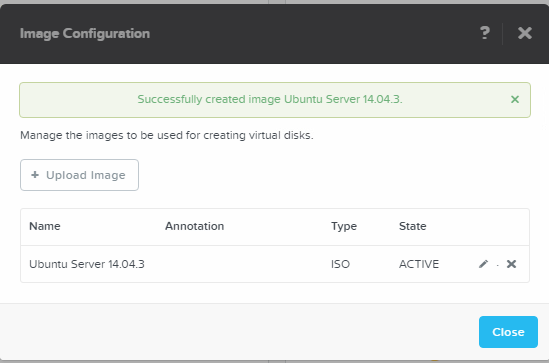 Image Configuration ?
Successfully created image Ubuntu Server 14.04.3.
Manage the images to be used for creating virtual disks.
+ Upload Image
Name Annotation Type State
Ubuntu Server 14.04.3 ISO ACTIVE
Close